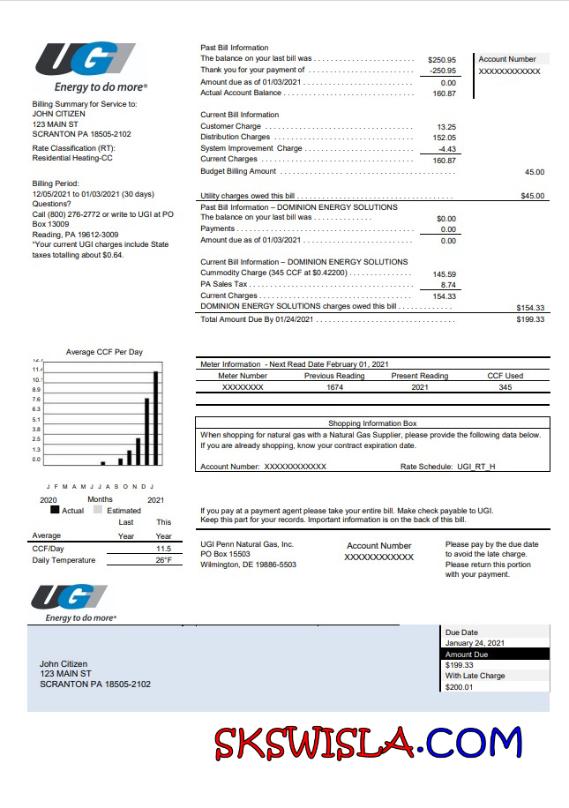 UGI
Energy to do more®
Billing Summary for Service to:
JOHN CITIZEN
123 MAIN ST
SCRANTON PA 18505-2102
Rate Classification (RT):
Residential Heating-CC
Billing Period:
12/05/2021 to 01/03/2021 (30 days)
Questions?
Call (800) 276-2772 or write to UGI at PO
Box 13009
Reading, PA 19612-3009
*Your current UGI charges include State
taxes totalling about $0.64.
Past Bill Information
The balance on your last bill was $250.95
Thank you for your payment of -250.95
Amount due as of 01/03/2021 0.00
Actual Account Balance 160.87
Account Number
XXXXXXXXXXXX
Current Bill Information
Customer Charge 13.25
Distribution Charges 152.05
System Improvement Charge -4.43
Current Charges 160.87
Budget Billing Amount 45.00
Utility charges owed this bill $45.00
Past Bill Information – DOMINION ENERGY SOLUTIONS
The balance on your last bill was $0.00
Payments 0.00
Amount due as of 01/03/2021 0.00
Current Bill Information – DOMINION ENERGY SOLUTIONS
Commodity Charge (345 CCF at $0.42200) 145.59
PA Sales Tax 8.74
Current Charges 154.33
DOMINION ENERGY SOLUTIONS charges owed this bill $154.33
Total Amount Due By 01/24/2021 $199.33
Average CCF Per Day
11.4
10.1
8.9
7.6
6.3
5.1
3.8
2.5
1.3
0.0
J F M A M J J A S O N D J
2020 Months 2021
Actual Estimated
Last This
Average Year Year
CCF/Day 11.5
Daily Temperature 26°F
Meter Information - Next Read Date February 01, 2021
Meter Number Previous Reading Present Reading CCF Used
XXXXXXXX 1674 2021 345
Shopping Information Box
When shopping for natural gas with a Natural Gas Supplier, please provide the following data below.
If you are already shopping, know your contract expiration date.
Account Number: XXXXXXXXXXXX Rate Schedule: UGI_RT_H
If you pay at a payment agent please take your entire bill. Make check payable to UGI.
Keep this part for your records. Important information is on the back of this bill.
UGI Penn Natural Gas, Inc.
PO Box 15503
Wilmington, DE 19886-5503
Account Number
XXXXXXXXXXXX
Please pay by the due date
to avoid the late charge.
Please return this portion
with your payment.
UGI
Energy to do more®
John Citizen
123 MAIN ST
SCRANTON PA 18505-2102
Due Date
January 24, 2021
Amount Due
$199.33
With Late Charge
$200.01
SKSWISLA.COM